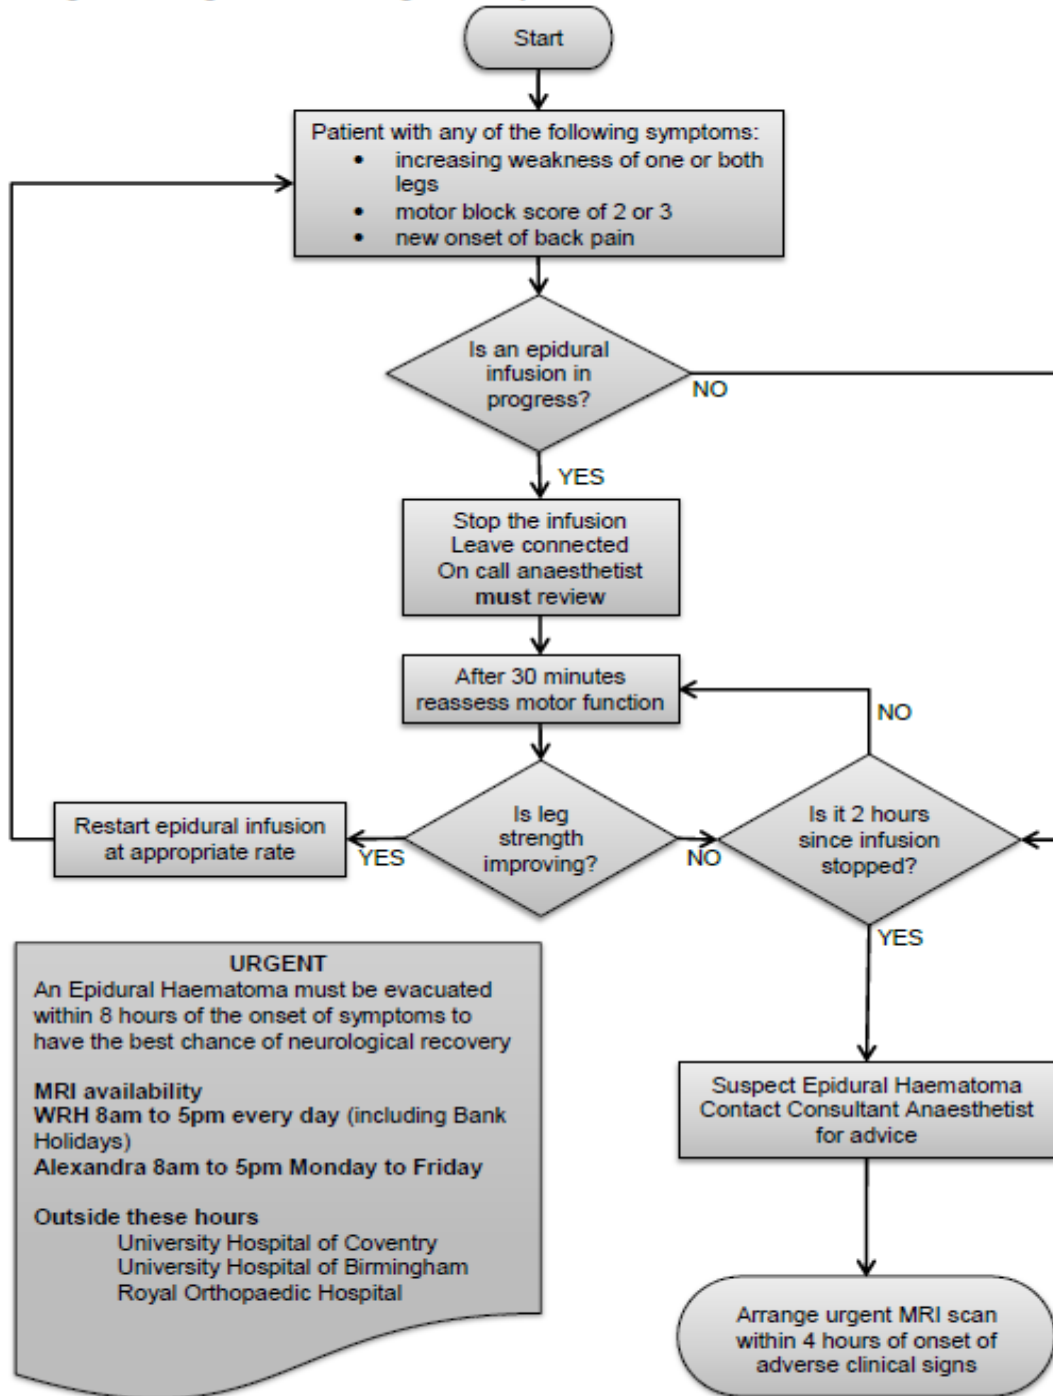 Start
Patient with any of the following symptoms:
• increasing weakness of one or both
legs
• motor block score of 2 or 3
• new onset of back pain
Is an epidural
infusion in
progress?
NO
YES
Stop the infusion
Leave connected
On call anaesthetist
must review
After 30 minutes
reassess motor function
NO
Restart epidural infusion
at appropriate rate
YES
Is leg
strength
improving?
NO
Is it 2 hours
since infusion
stopped?
YES
URGENT
An Epidural Haematoma must be evacuated
within 8 hours of the onset of symptoms to
have the best chance of neurological recovery
MRI availability
WRH 8am to 5pm every day (including Bank
Holidays)
Alexandra 8am to 5pm Monday to Friday
Outside these hours
University Hospital of Coventry
University Hospital of Birmingham
Royal Orthopaedic Hospital
Suspect Epidural Haematoma
Contact Consultant Anaesthetist
for advice
Arrange urgent MRI scan
within 4 hours of onset of
adverse clinical signs